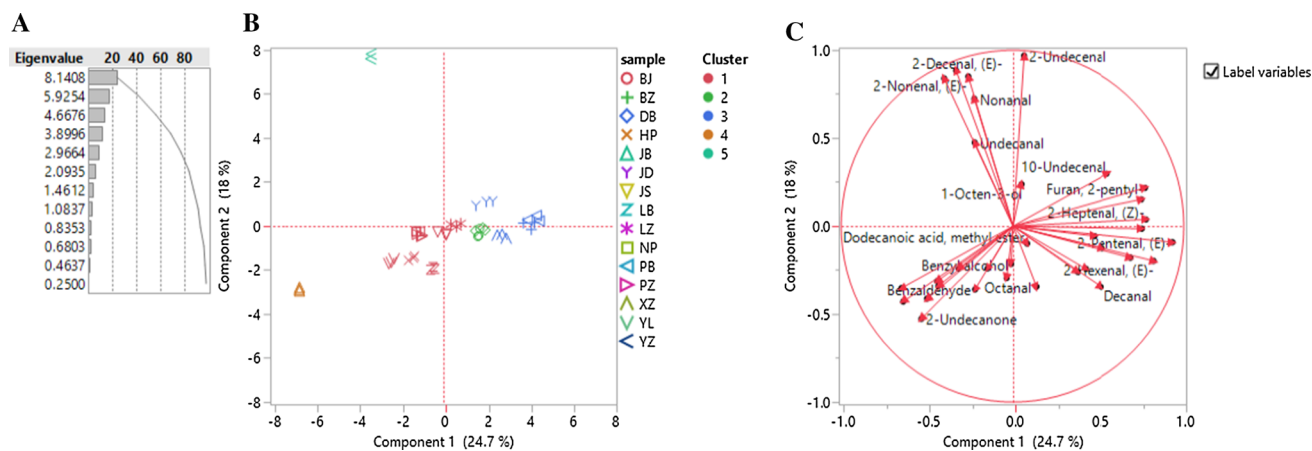 A
Eigenvalue 20 40 60 80
8.1408
5.9254
4.6676
3.8996
2.9664
2.0935
1.4612
1.0837
0.8353
0.6803
0.4637
0.2500
B
Component 2 (18 %)
8
6
4
2
0
-2
-4
-6
-8
-8 -6 -4 -2 0 2 4 6 8
Component 1 (24.7 %)
sample
BJ
BZ
DB
HP
JB
JD
JS
LB
LZ
NP
PB
PZ
XZ
YL
YZ
Cluster
1
2
3
4
5
C
Component 2 (18 %)
1.0
0.5
0.0
-0.5
-1.0
2-Undecenal
2-Decenal, (E)-
2-Nonenal, (E)-
Nonanal
Undecanal
10-Undecenal
1-Octen-3-ol
Furan, 2-pentyl
2-Heptenal, (Z)-
Dodecanoic acid, methyl ester
2-Pentenal, (E)
Benzylalcohol
2-Hexenal, (E)-
Benzaldehyde
Octanal
Decanal
2-Undecanone
-1.0 -0.5 0.0 0.5 1.0
Component 1 (24.7 %)
Label variables